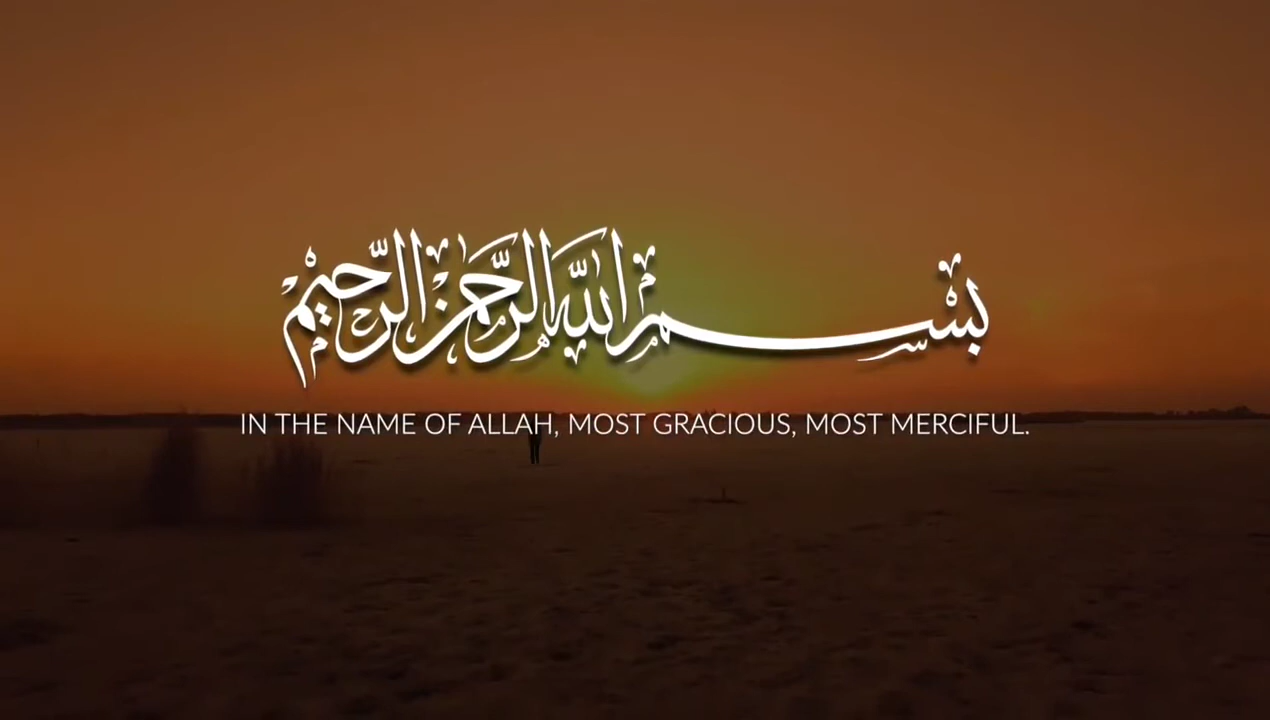 بسم الله الرحمن الرحيم
IN THE NAME OF ALLAH, MOST GRACIOUS, MOST MERCIFUL.